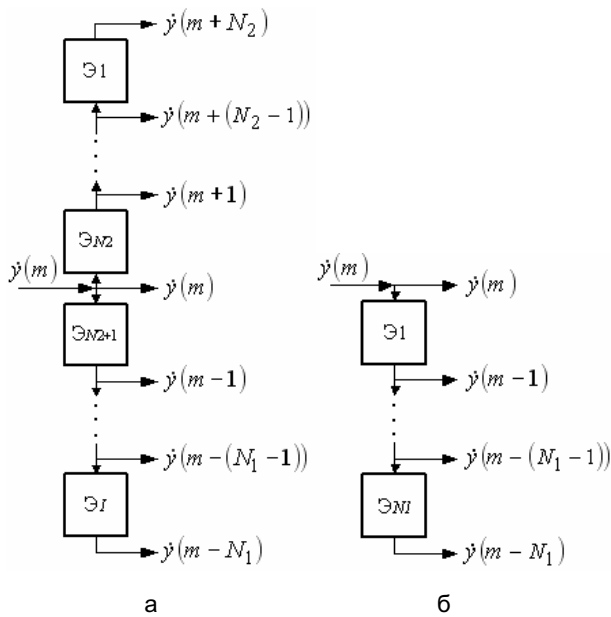 ẏ(m + N₂)
Э1
ẏ(m + (N₂ − 1))
ẏ(m + 1)
ЭN2
ẏ(m)
ẏ(m)
ЭN2+1
ẏ(m − 1)
ẏ(m − (N₁ − 1))
ЭI
ẏ(m − N₁)
а
ẏ(m)
ẏ(m)
Э1
ẏ(m − 1)
ẏ(m − (N₁ − 1))
ЭN1
ẏ(m − N₁)
б